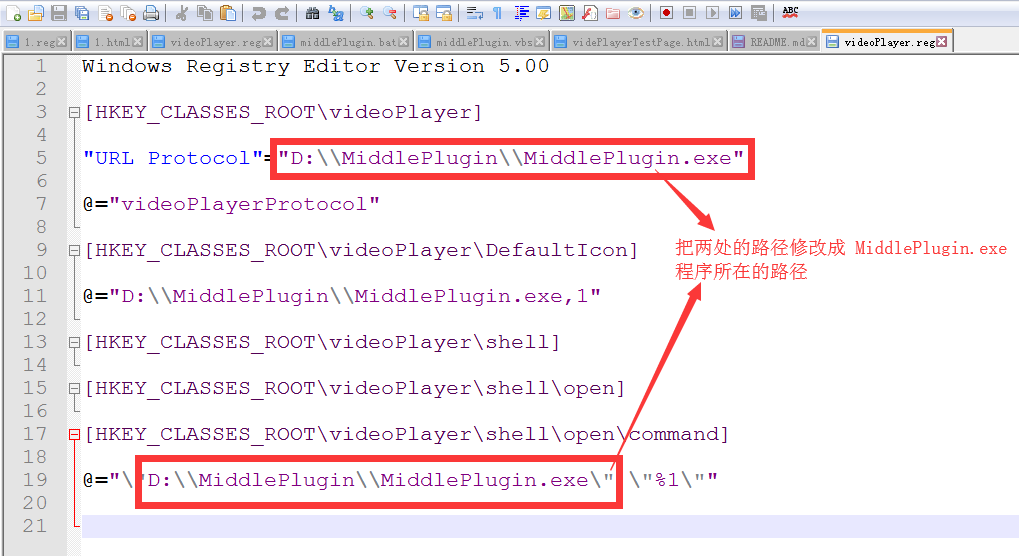 1.reg
1.html
videoPlayer.reg
middlePlugin.bat
middlePlugin.vbs
videPlayerTestPage.html
README.md
videoPlayer.reg
1 Windows Registry Editor Version 5.00
2
3 [HKEY_CLASSES_ROOT\videoPlayer]
4
5 "URL Protocol"="D:\\MiddlePlugin\\MiddlePlugin.exe"
6
7 @="videoPlayerProtocol"
8
9 [HKEY_CLASSES_ROOT\videoPlayer\DefaultIcon]
把两处的路径修改成 MiddlePlugin.exe
10
程序所在的路径
11 @="D:\\MiddlePlugin\\MiddlePlugin.exe,1"
12
13 [HKEY_CLASSES_ROOT\videoPlayer\shell]
14
15 [HKEY_CLASSES_ROOT\videoPlayer\shell\open]
16
17 [HKEY_CLASSES_ROOT\videoPlayer\shell\open\command]
18
19 @="\"D:\\MiddlePlugin\\MiddlePlugin.exe\" \"%1\""
20
21